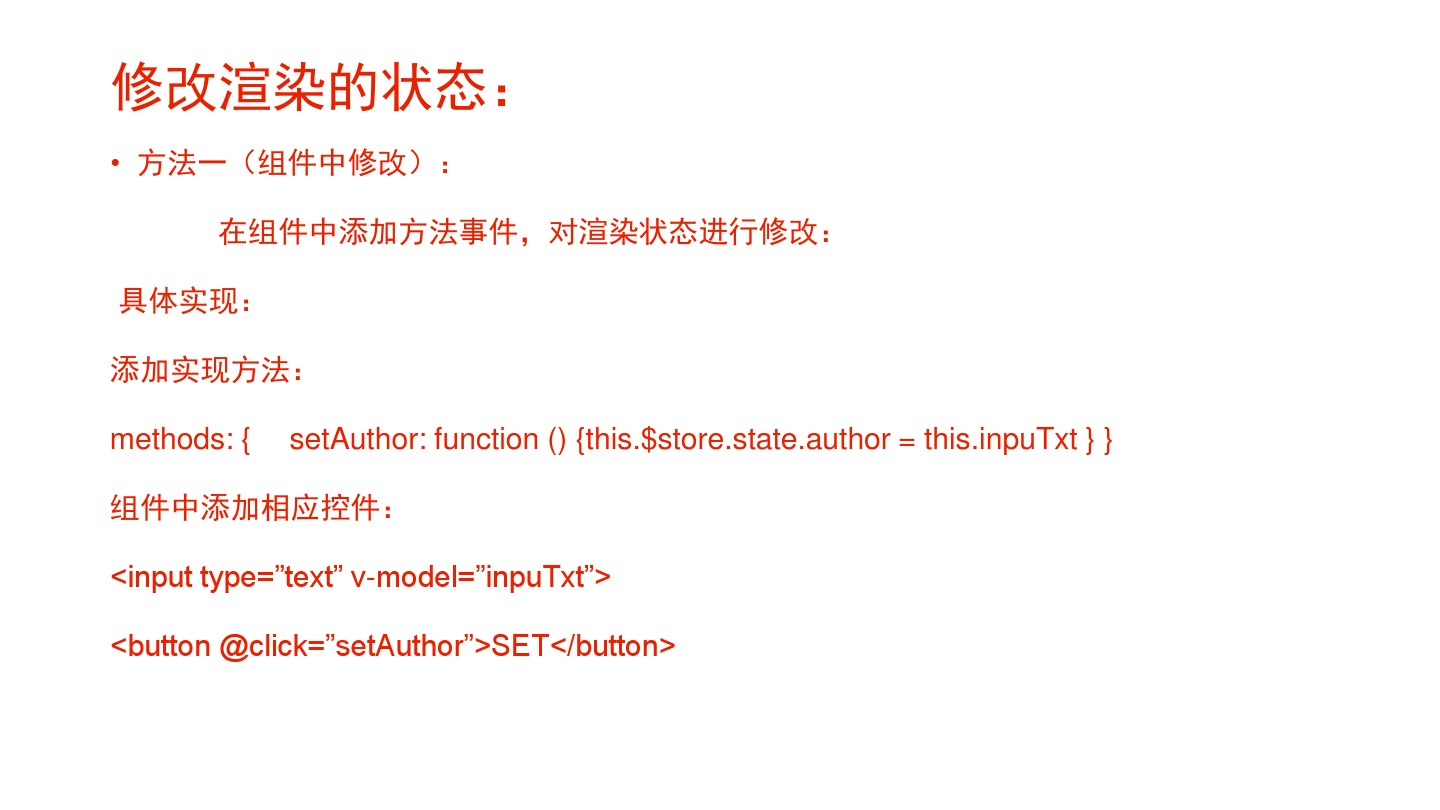 修改渲染的状态：
• 方法一（组件中修改）：
在组件中添加方法事件，对渲染状态进行修改：
具体实现：
添加实现方法：
methods: {     setAuthor: function () {this.$store.state.author = this.inpuTxt } }
组件中添加相应控件：
<input type=”text” v-model=”inpuTxt”>
<button @click=”setAuthor”>SET</button>